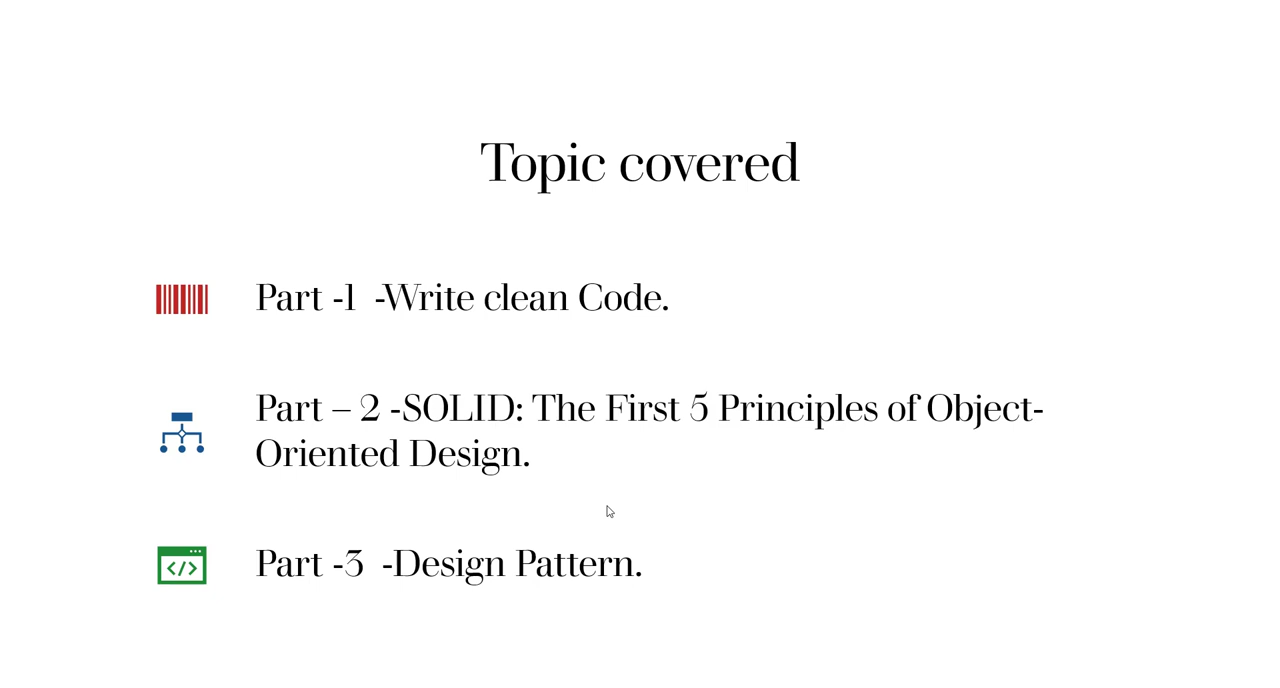 Topic covered
Part -1  -Write clean Code.
Part – 2 -SOLID: The First 5 Principles of Object-
Oriented Design.
Part -3  -Design Pattern.